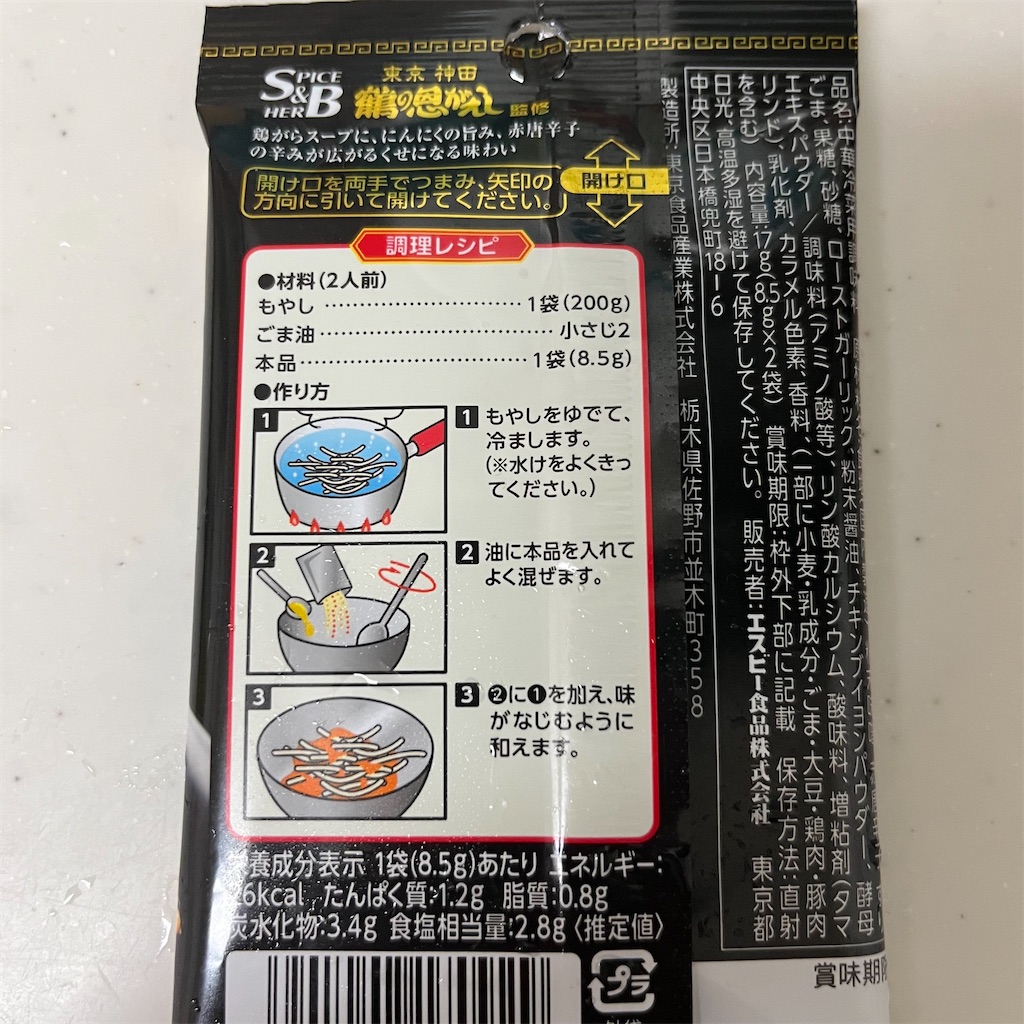 SPICE
&
HERB
東京 神田
鶴の恩がえし 監修
鶏がらスープに、にんにくの旨み、赤唐辛子
の辛みが広がるくせになる味わい
開け口を両手でつまみ、矢印の
方向に引いて開けてください。
開け口
調理レシピ
●材料(2人前)
もやし ………………………… 1袋(200g)
ごま油………………………… 小さじ2
本品………………………… 1袋(8.5g)
●作り方
1
1 もやしをゆでて、
冷まします。
(※水けをよくきっ
てください。)
2
2 油に本品を入れて
よく混ぜます。
3
3 ❷に❶を加え、味
がなじむように
和えます。
養成分表示 1袋(8.5g)あたり エネルギー:
6kcal たんぱく質:1.2g 脂質:0.8g
炭水化物:3.4g 食塩相当量:2.8g〈推定値〉
プラ
品名:中華冷菜用
ごま、果糖、砂糖、ローストガーリック、粉末醤油、チキンブイヨンパウダー、酵母
エキスパウダー/調味料(アミノ酸等)、リン酸カルシウム、酸味料、増粘剤(タマ
リンド)、乳化剤、カラメル色素、香料、(一部に小麦・乳成分・ごま・大豆・鶏肉・豚肉
を含む) 内容量:17g(8.5g×2袋) 賞味期限:枠外下部に記載 保存方法:直射
日光、高温多湿を避けて保存してください。 販売者:エスビー食品株式会社 東京都
中央区日本橋兜町18-6
製造所 東京食品産業株式会社 栃木県佐野市並木町358
賞味期